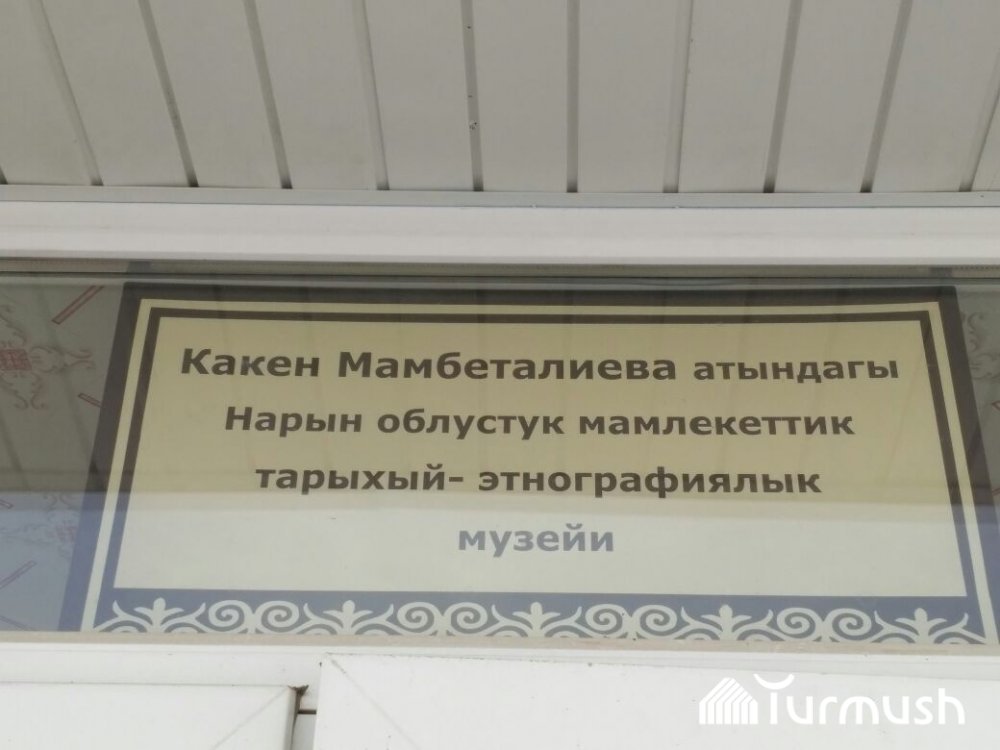 Какен Мамбеталиева атындагы
Нарын облустук мамлекеттик
тарыхый- этнографиялык
музейи
Turmush